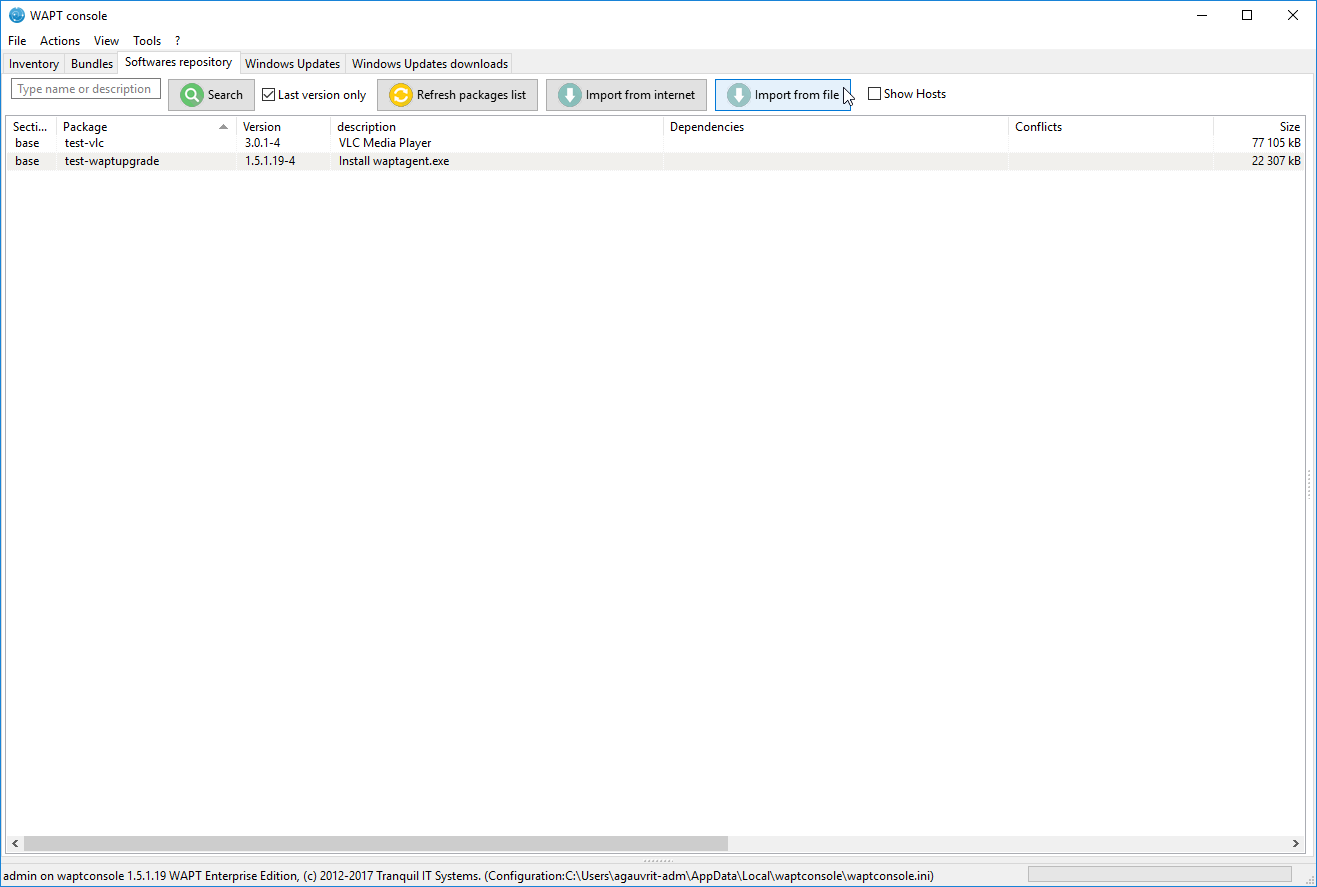 WAPT console
File Actions View Tools ?
Inventory Bundles Softwares repository Windows Updates Windows Updates downloads
Type name or description Search Last version only Refresh packages list Import from internet Import from file Show Hosts
Secti... Package Version description Dependencies Conflicts Size
base test-vlc 3.0.1-4 VLC Media Player 77 105 kB
base test-waptupgrade 1.5.1.19-4 Install waptagent.exe 22 307 kB
admin on waptconsole 1.5.1.19 WAPT Enterprise Edition, (c) 2012-2017 Tranquil IT Systems. (Configuration:C:\Users\agauvrit-adm\AppData\Local\waptconsole\waptconsole.ini)